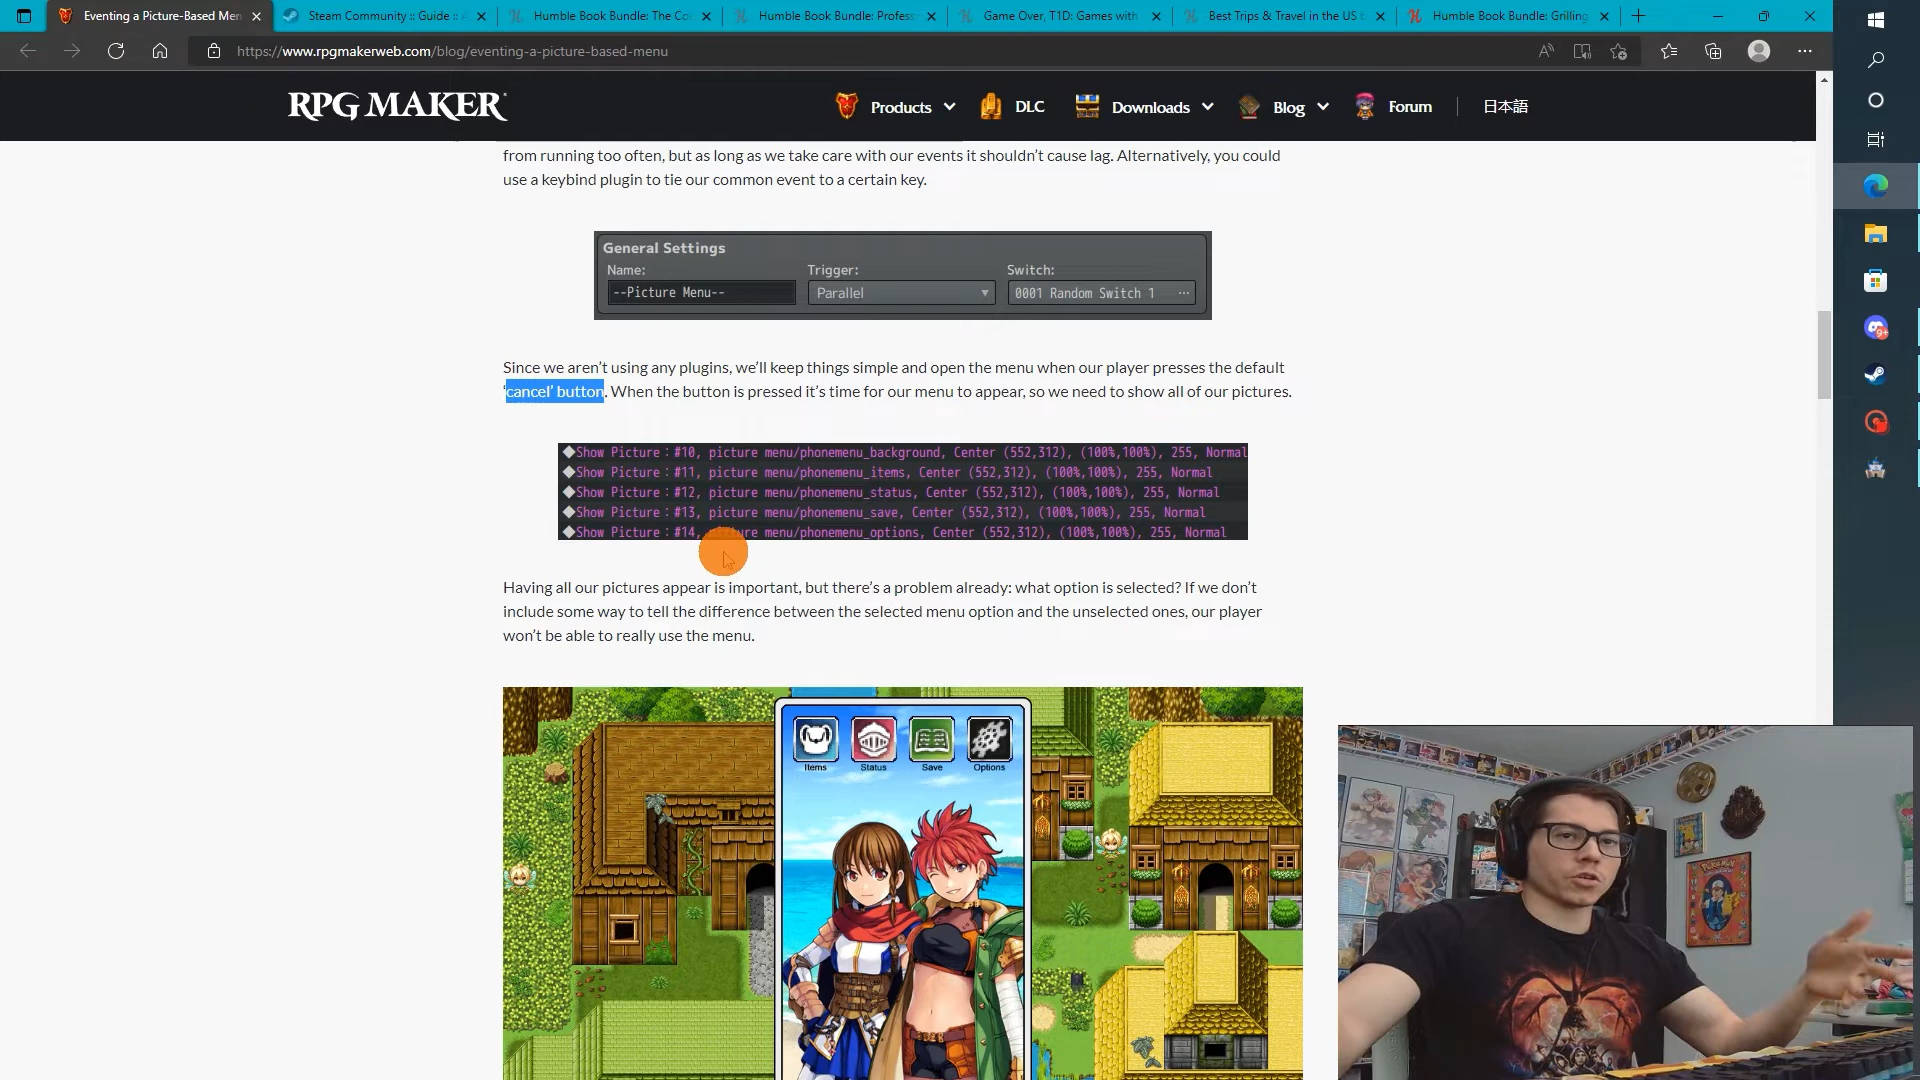 Eventing a Picture-Based Men
Steam Community :: Guide :: A
Humble Book Bundle: The Co
Humble Book Bundle: Profess
Game Over, T1D: Games with
Best Trips & Travel in the US
Humble Book Bundle: Grilling
https://www.rpgmakerweb.com/blog/eventing-a-picture-based-menu
RPG MAKER
Products
DLC
Downloads
Blog
Forum
日本語
from running too often, but as long as we take care with our events it shouldn’t cause lag. Alternatively, you could
use a keybind plugin to tie our common event to a certain key.
General Settings
Name: Trigger: Switch:
--Picture Menu-- Parallel 0001 Random Switch 1 ...
Since we aren’t using any plugins, we’ll keep things simple and open the menu when our player presses the default
‘cancel’ button. When the button is pressed it’s time for our menu to appear, so we need to show all of our pictures.
◆Show Picture：#10, picture menu/phonemenu_background, Center (552,312), (100%,100%), 255, Normal
◆Show Picture：#11, picture menu/phonemenu_items, Center (552,312), (100%,100%), 255, Normal
◆Show Picture：#12, picture menu/phonemenu_status, Center (552,312), (100%,100%), 255, Normal
◆Show Picture：#13, picture menu/phonemenu_save, Center (552,312), (100%,100%), 255, Normal
◆Show Picture：#14, picture menu/phonemenu_options, Center (552,312), (100%,100%), 255, Normal
Having all our pictures appear is important, but there’s a problem already: what option is selected? If we don’t
include some way to tell the difference between the selected menu option and the unselected ones, our player
won’t be able to really use the menu.
Items Status Save Options
9+